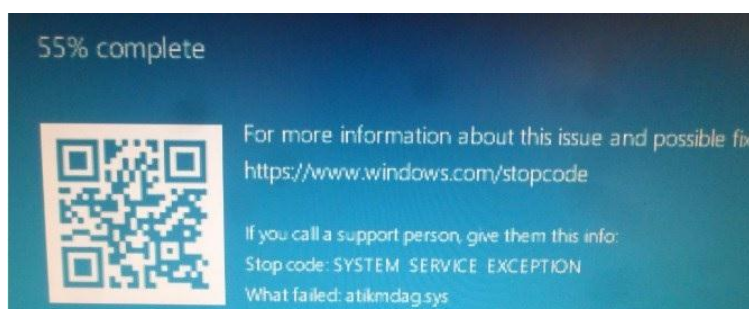 55% complete
For more information about this issue and possible
https://www.windows.com/stopcode
If you call a support person, give them this info:
Stop code: SYSTEM SERVICE EXCEPTION
What failed: atikmdag.sys